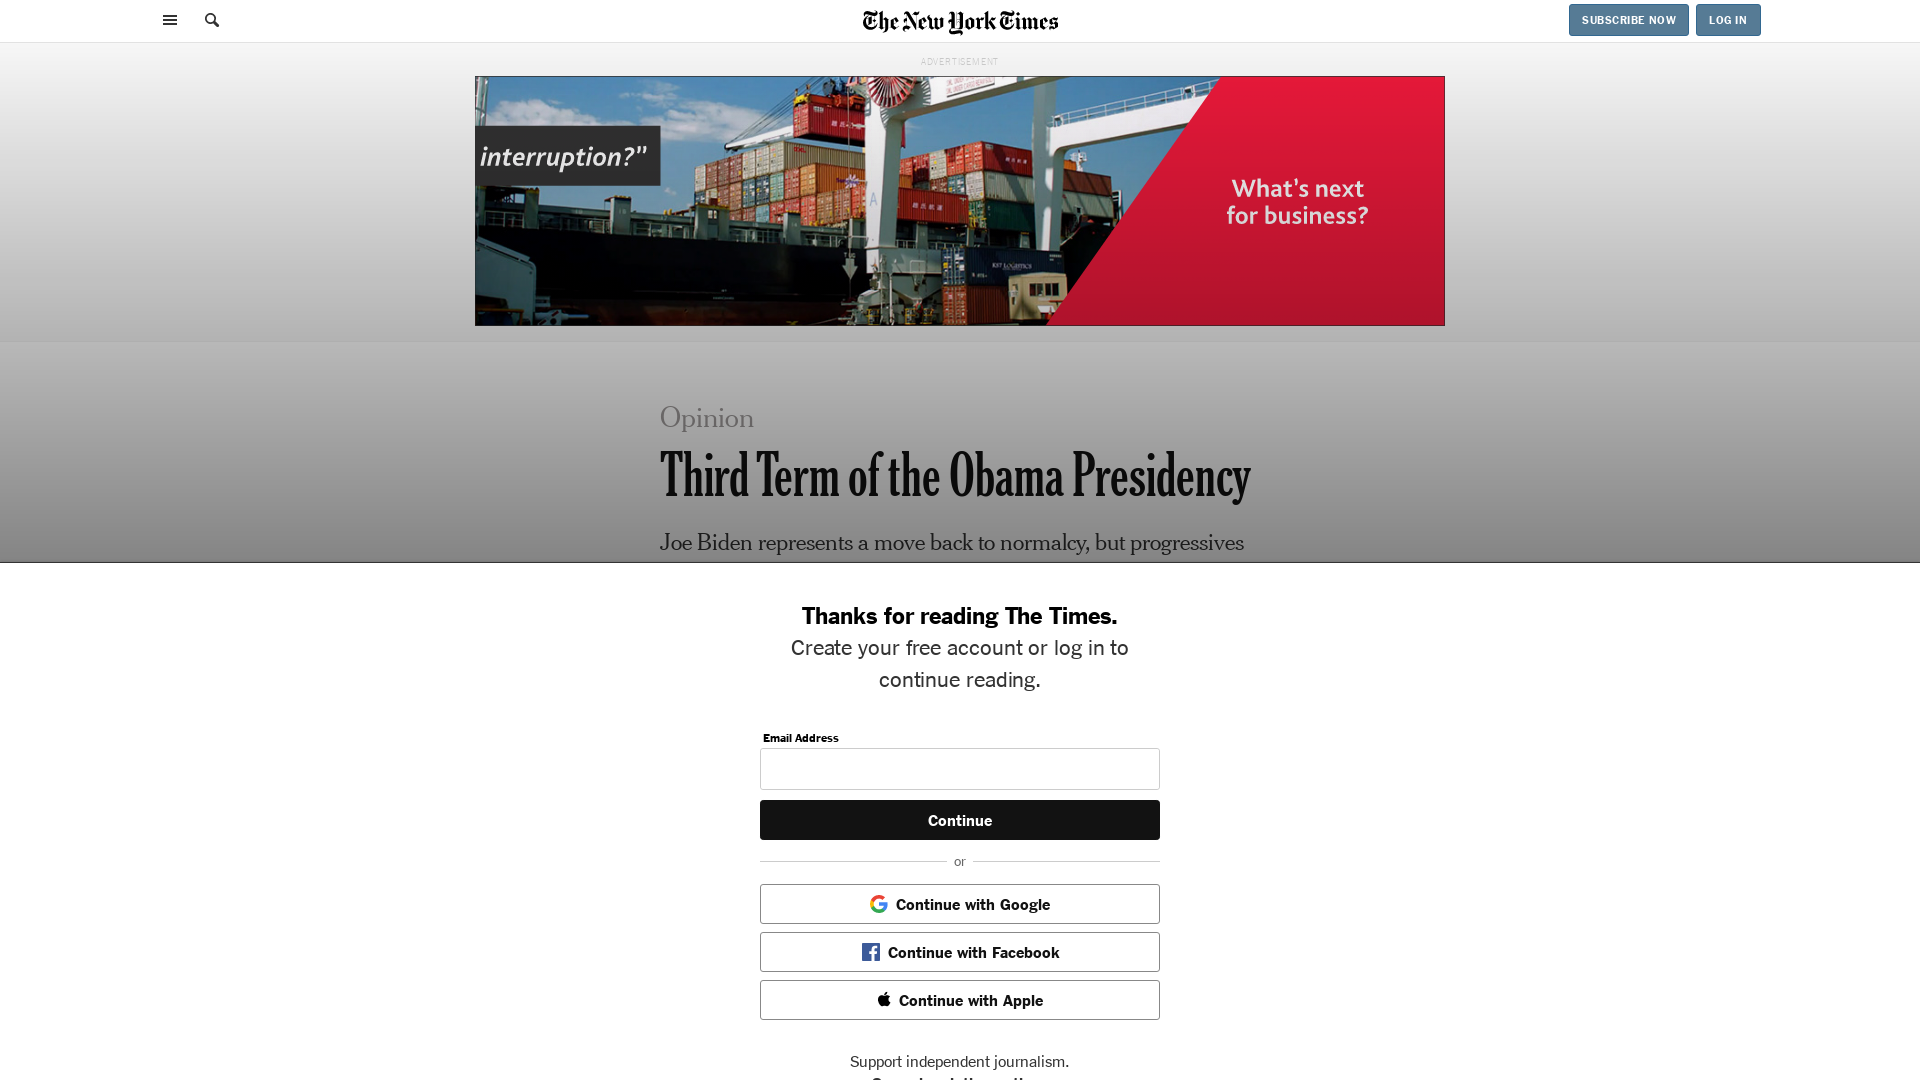 The New York Times
SUBSCRIBE NOW
LOG IN
ADVERTISEMENT
interruption?"
What's next
for business?
KST LOGISTICS
Opinion
Third Term of the Obama Presidency
Joe Biden represents a move back to normalcy, but progressives
Thanks for reading The Times.
Create your free account or log in to
continue reading.
Email Address
Continue
or
Continue with Google
Continue with Facebook
Continue with Apple
Support independent journalism.